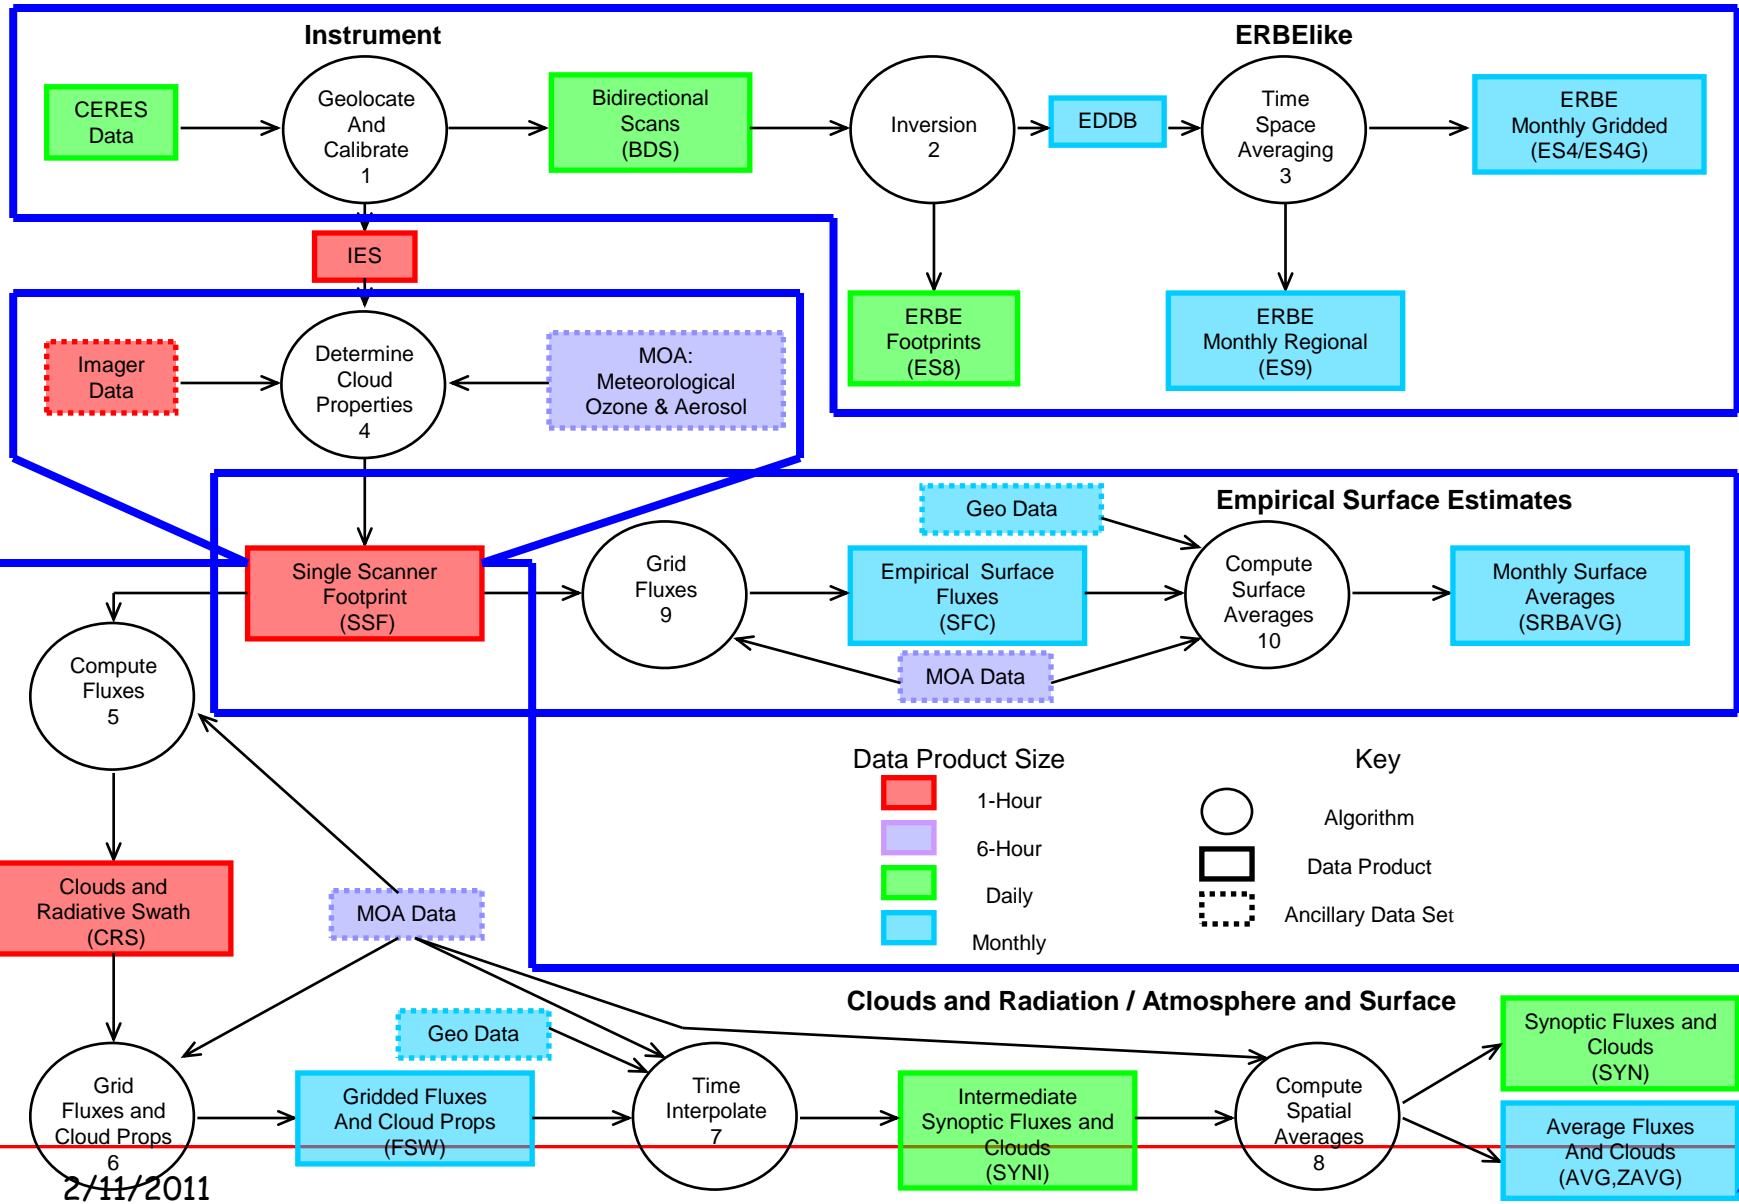 Instrument
ERBElike
CERES
Data
Geolocate
And
Calibrate
1
Bidirectional
Scans
(BDS)
Inversion
2
EDDB
Time
Space
Averaging
3
ERBE
Monthly Gridded
(ES4/ES4G)
IES
ERBE
Footprints
(ES8)
ERBE
Monthly Regional
(ES9)
Imager
Data
Determine
Cloud
Properties
4
MOA:
Meteorological
Ozone & Aerosol
Empirical Surface Estimates
Geo Data
Single Scanner
Footprint
(SSF)
Grid
Fluxes
9
Empirical Surface
Fluxes
(SFC)
Compute
Surface
Averages
10
Monthly Surface
Averages
(SRBAVG)
MOA Data
Compute
Fluxes
5
Data Product Size
1-Hour
6-Hour
Daily
Monthly
Key
Algorithm
Data Product
Ancillary Data Set
Clouds and
Radiative Swath
(CRS)
MOA Data
Clouds and Radiation / Atmosphere and Surface
Geo Data
Grid
Fluxes and
Cloud Props
6
Gridded Fluxes
And Cloud Props
(FSW)
Time
Interpolate
7
Intermediate
Synoptic Fluxes and
Clouds
(SYNI)
Compute
Spatial
Averages
8
Synoptic Fluxes and
Clouds
(SYN)
Average Fluxes
And Clouds
(AVG,ZAVG)
2/11/2011